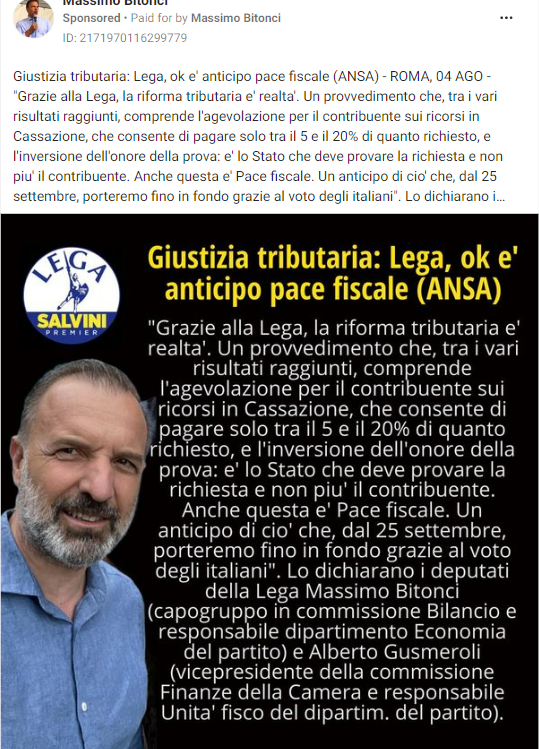 Massimo Bitonci
Sponsored • Paid for by Massimo Bitonci
ID: 2171970116299779
Giustizia tributaria: Lega, ok e' anticipo pace fiscale (ANSA) - ROMA, 04 AGO -
"Grazie alla Lega, la riforma tributaria e' realta'. Un provvedimento che, tra i vari
risultati raggiunti, comprende l'agevolazione per il contribuente sui ricorsi in
Cassazione, che consente di pagare solo tra il 5 e il 20% di quanto richiesto, e
l'inversione dell'onore della prova: e' lo Stato che deve provare la richiesta e non
piu' il contribuente. Anche questa e' Pace fiscale. Un anticipo di cio' che, dal 25
settembre, porteremo fino in fondo grazie al voto degli italiani". Lo dichiarano i...
LEGA
SALVINI
PREMIER
Giustizia tributaria: Lega, ok e'
anticipo pace fiscale (ANSA)
"Grazie alla Lega, la riforma tributaria e'
realta'. Un provvedimento che, tra i vari
risultati raggiunti, comprende
l'agevolazione per il contribuente sui
ricorsi in Cassazione, che consente di
pagare solo tra il 5 e il 20% di quanto
richiesto, e l'inversione dell'onore della
prova: e' lo Stato che deve provare la
richiesta e non piu' il contribuente.
Anche questa e' Pace fiscale. Un
anticipo di cio' che, dal 25 settembre,
porteremo fino in fondo grazie al voto
degli italiani". Lo dichiarano i deputati
della Lega Massimo Bitonci
(capogruppo in commissione Bilancio e
responsabile dipartimento Economia
del partito) e Alberto Gusmeroli
(vicepresidente della commissione
Finanze della Camera e responsabile
Unita' fisco del dipartim. del partito).